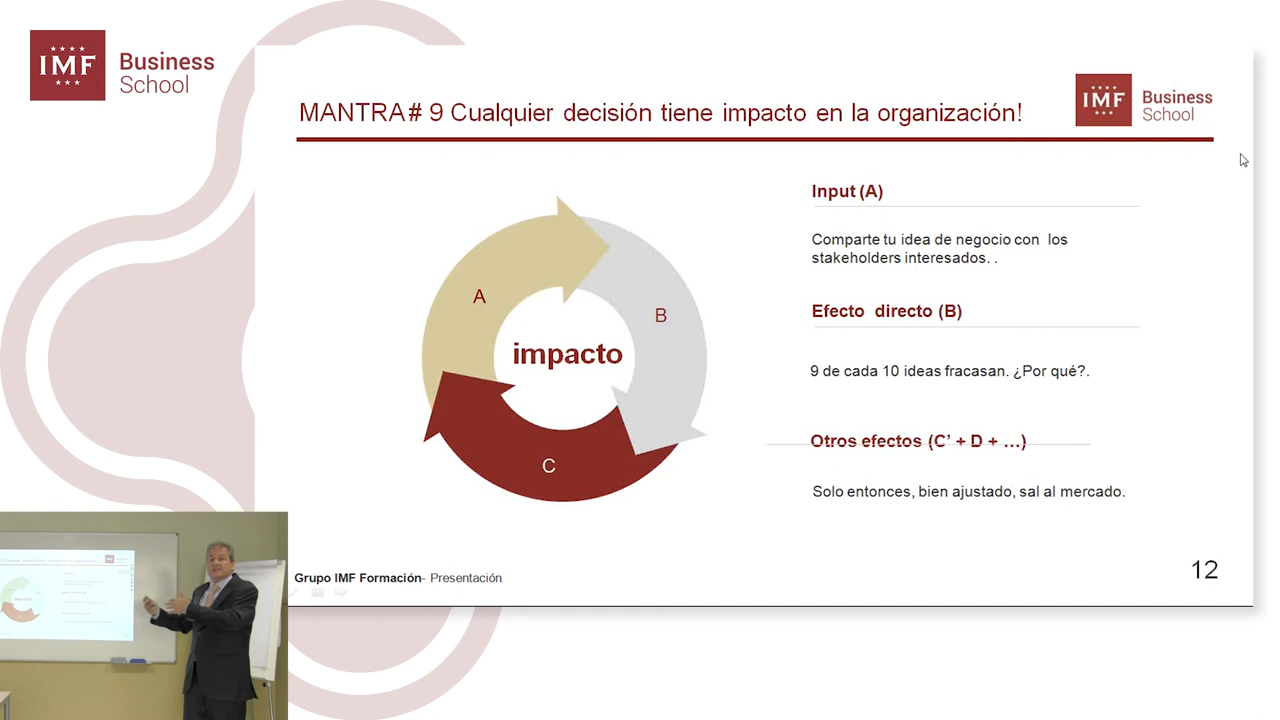 IMF
Business
School
MANTRA# 9 Cualquier decisión tiene impacto en la organización!
IMF
Business
School
Input (A)
Comparte tu idea de negocio con los
stakeholders interesados. .
Efecto directo (B)
9 de cada 10 ideas fracasan. ¿Por qué?.
Otros efectos (C’ + D + …)
Solo entonces, bien ajustado, sal al mercado.
A
B
impacto
C
Grupo IMF Formación- Presentación
12